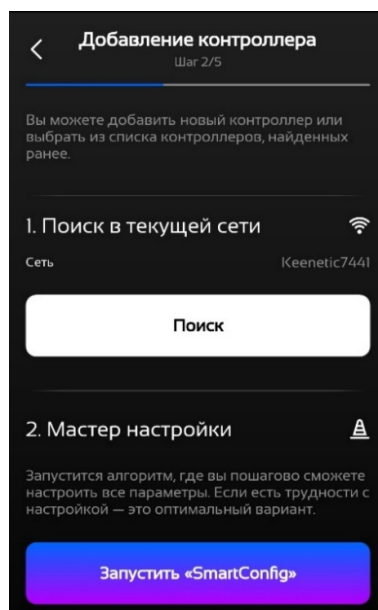 Добавление контроллера
Шаг 2/5
Вы можете добавить новый контроллер или
выбрать из списка контроллеров, найденных
ранее.
1. Поиск в текущей сети
Сеть Keenetic7441
Поиск
2. Мастер настройки
Запустится алгоритм, где вы пошагово сможете
настроить все параметры. Если есть трудности с
настройкой — это оптимальный вариант.
Запустить «SmartConfig»